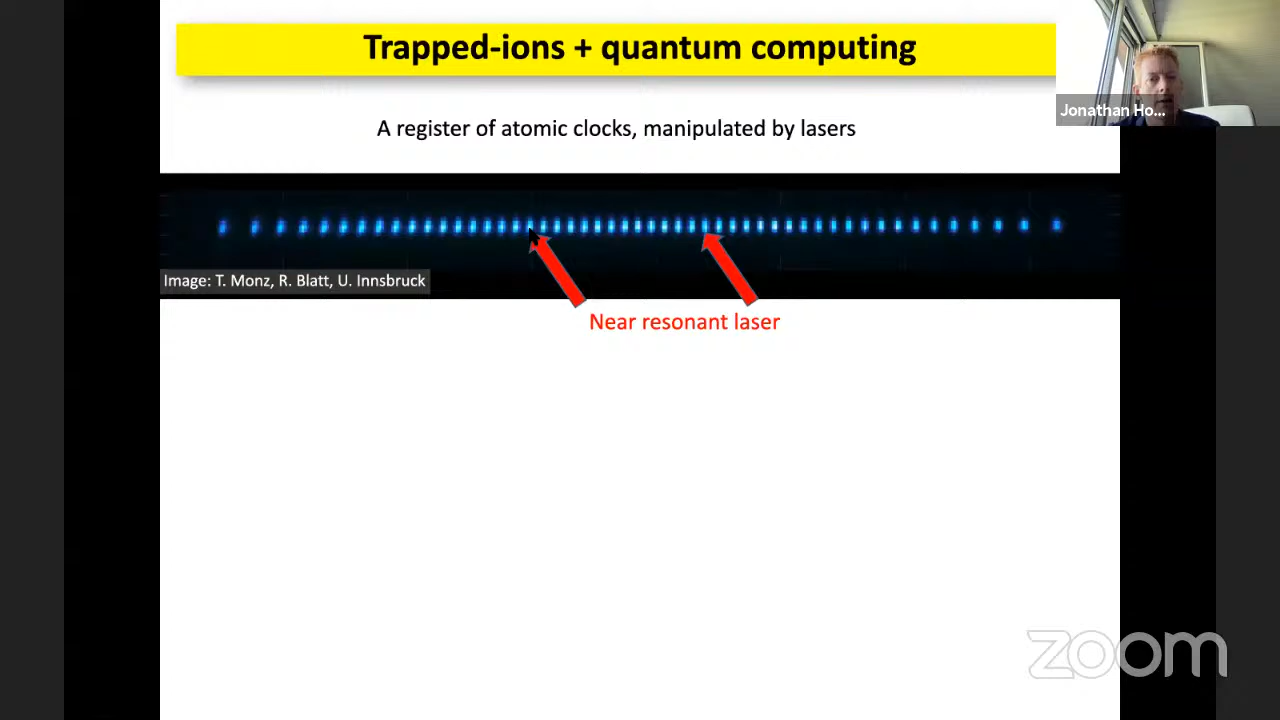 Trapped-ions + quantum computing
Jonathan Ho...
A register of atomic clocks, manipulated by lasers
Image: T. Monz, R. Blatt, U. Innsbruck
Near resonant laser
zoom